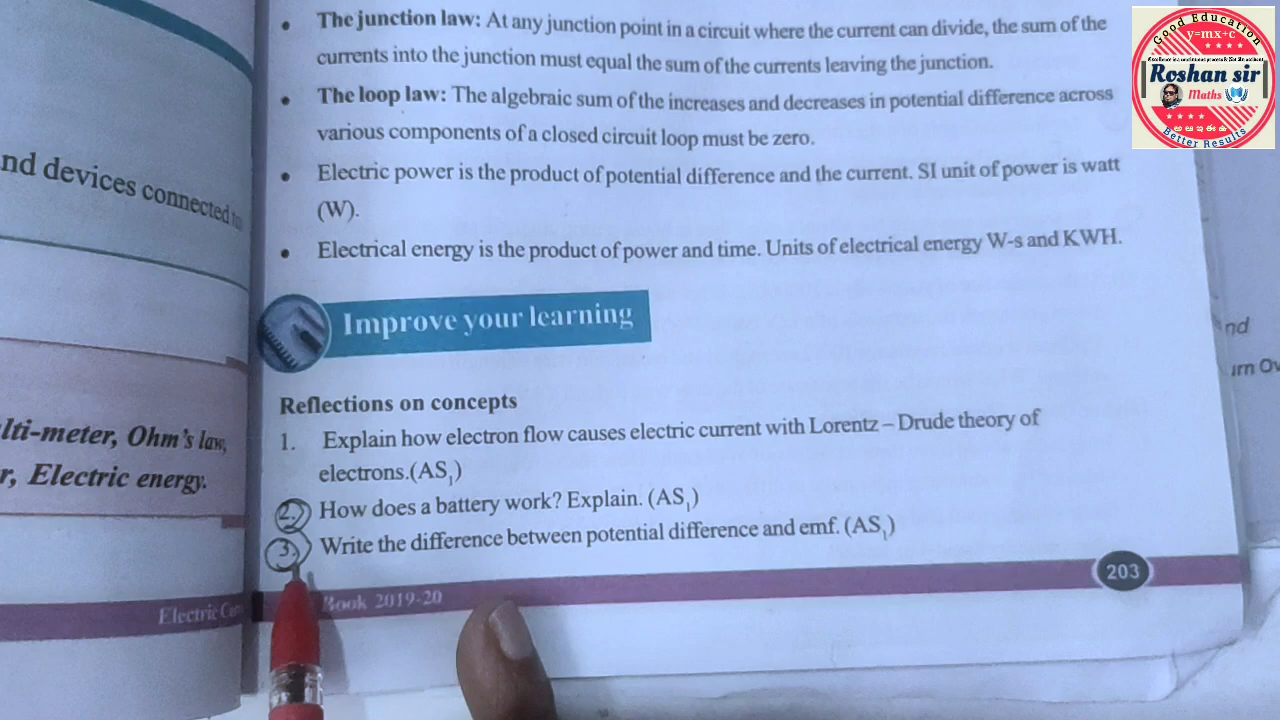 • The junction law: At any junction point in a circuit where the current can divide, the sum of the
currents into the junction must equal the sum of the currents leaving the junction.
• The loop law: The algebraic sum of the increases and decreases in potential difference across
various components of a closed circuit loop must be zero.
• Electric power is the product of potential difference and the current. SI unit of power is watt
(W).
• Electrical energy is the product of power and time. Units of electrical energy W-s and KWH.
Improve your learning
Reflections on concepts
1. Explain how electron flow causes electric current with Lorentz – Drude theory of
electrons.(AS1)
2. How does a battery work? Explain. (AS1)
3. Write the difference between potential difference and emf. (AS1)
Book 2019-20
203
nd devices connected
lti-meter, Ohm's law,
r, Electric energy.
Electric
nd
urn Ov
Good Education
y=mx+c
Roshan sir
Maths
Better Results